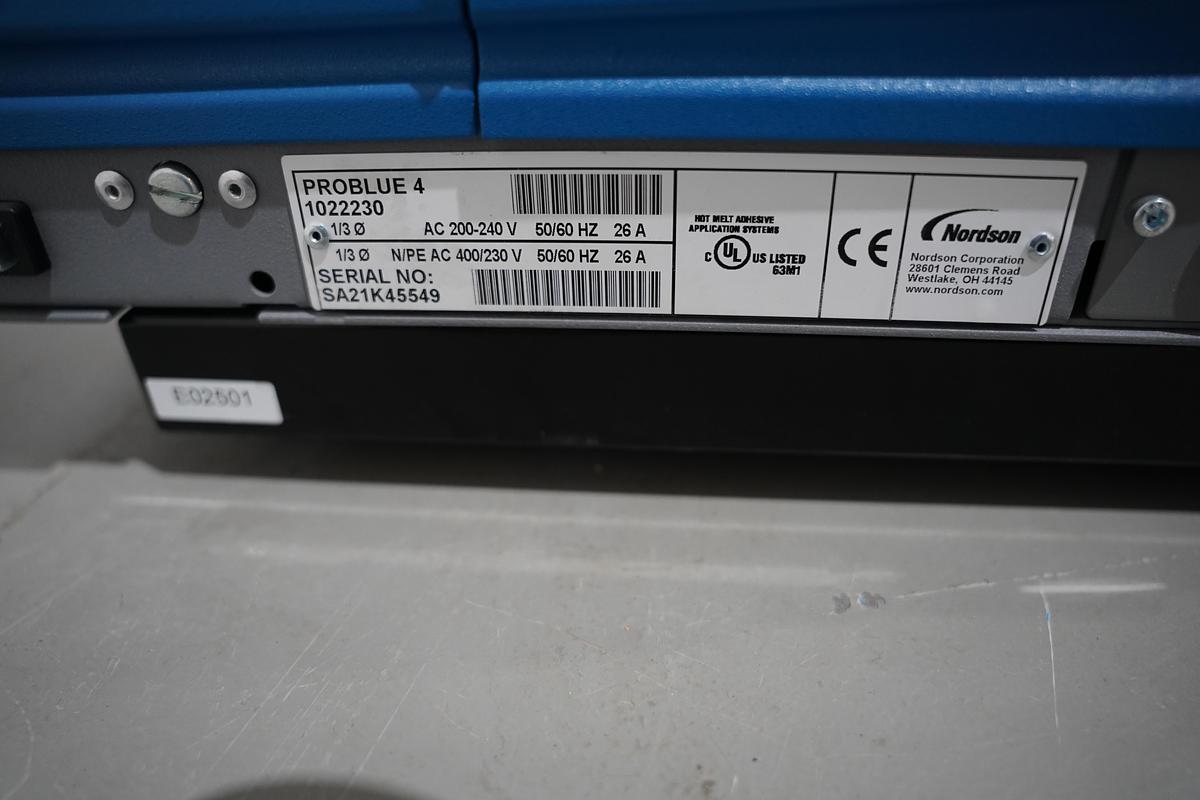 PROBLUE 4
1022230
1/3 Ø AC 200-240 V 50/60 HZ 26 A
1/3 Ø N/PE AC 400/230 V 50/60 HZ 26 A
SERIAL NO:
SA21K45549
HOT MELT ADHESIVE
APPLICATION SYSTEMS
C UL US LISTED
63M1
CE
Nordson
Nordson Corporation
28601 Clemens Road
Westlake, OH 44145
www.nordson.com
E02501